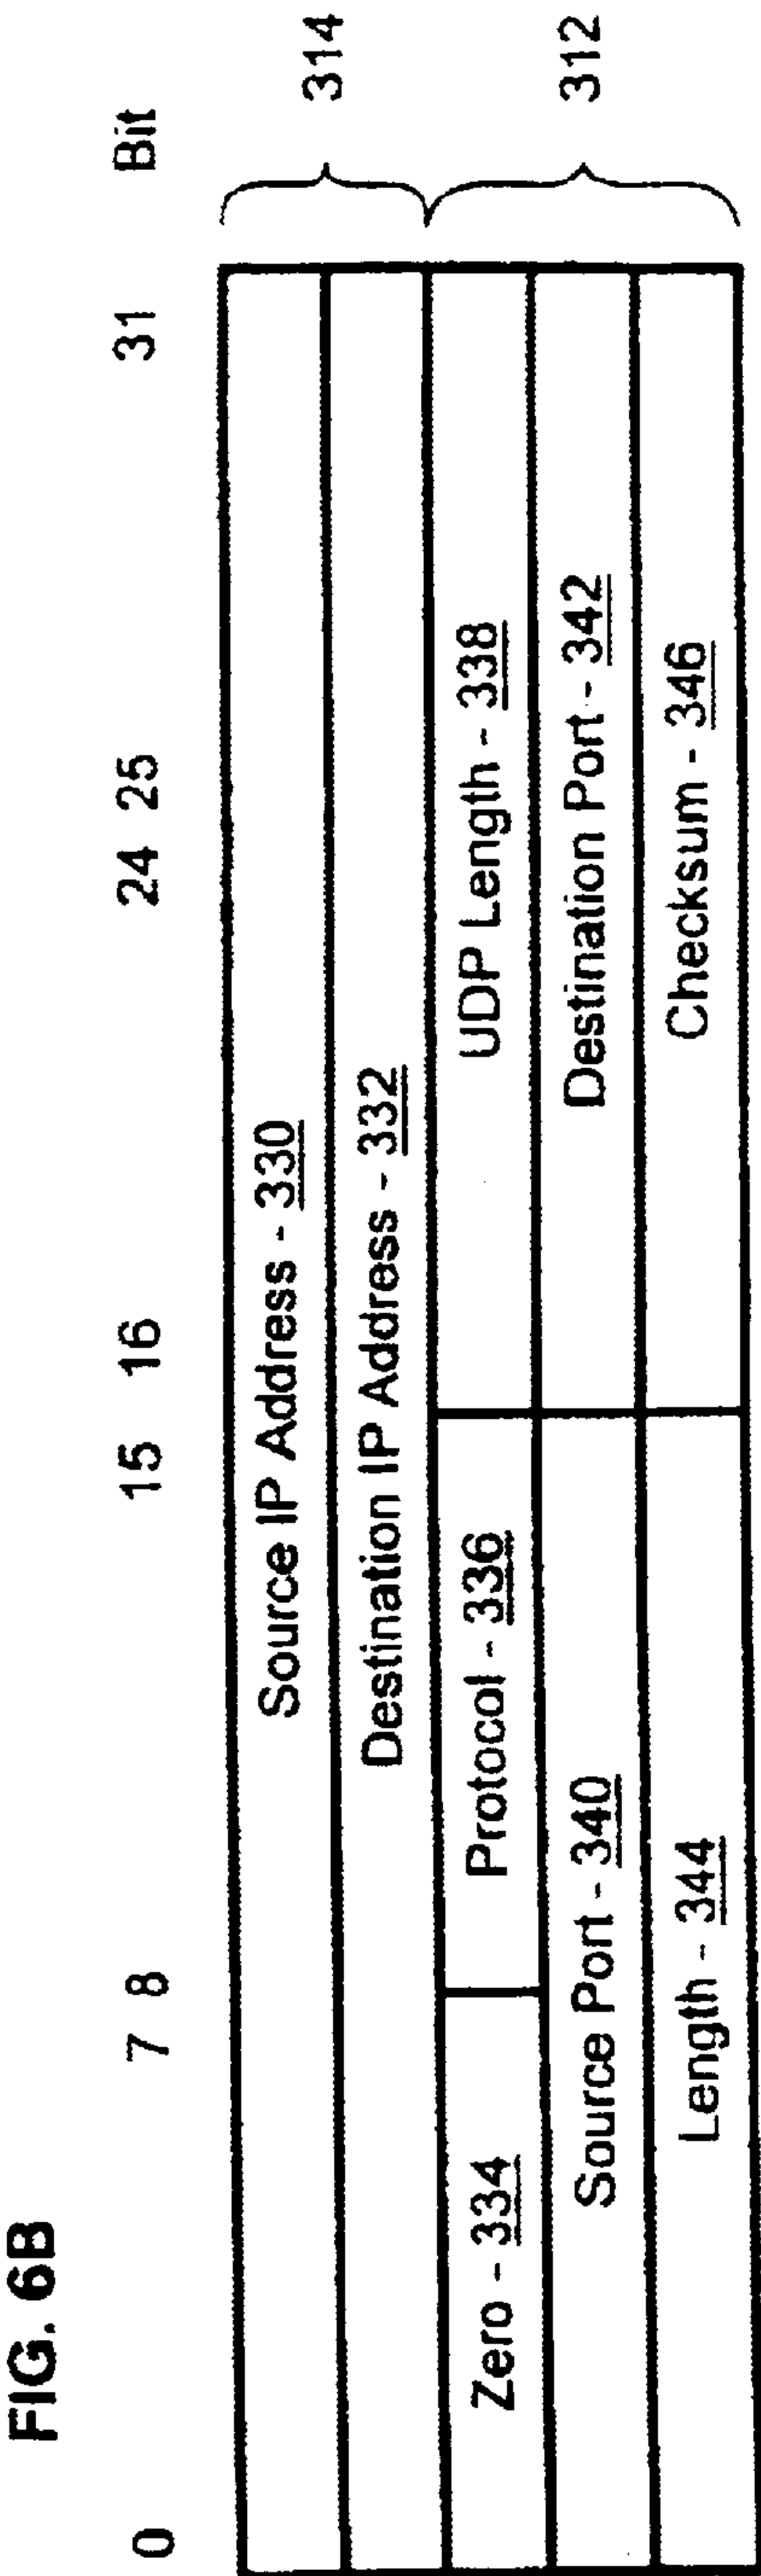 FIG. 6B
0 7 8 15 16 24 25 31 Bit
Source IP Address - 330
Destination IP Address - 332
314
Zero - 334 Protocol - 336 UDP Length - 338
Source Port - 340 Destination Port - 342
Length - 344 Checksum - 346
312